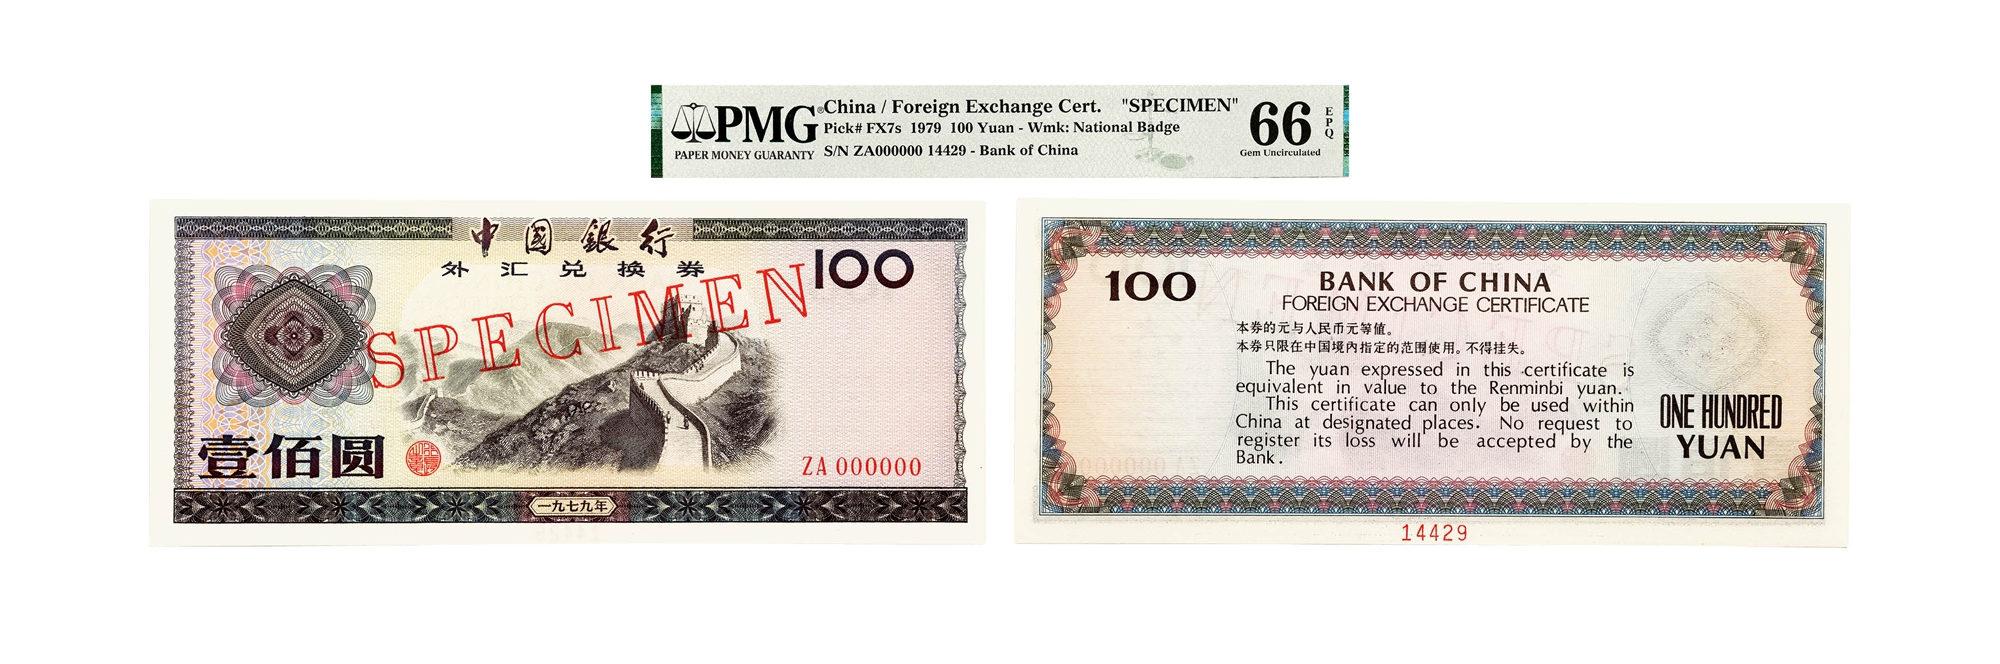 PMG®
PAPER MONEY GUARANTY
China / Foreign Exchange Cert. "SPECIMEN"
Pick# FX7s 1979 100 Yuan - Wmk: National Badge
S/N ZA000000 14429 - Bank of China
66
EPQ
Gem Uncirculated
中国銀行
外汇兑换券
100
SPECIMEN
壹佰圆
ZA 000000
一九七九年
100
BANK OF CHINA
FOREIGN EXCHANGE CERTIFICATE
本券的元与人民币元等值。
本券只限在中国境内指定的范围使用。不得挂失。
The yuan expressed in this certificate is
equivalent in value to the Renminbi yuan.
This certificate can only be used within
China at designated places. No request to
register its loss will be accepted by the
Bank.
ONE HUNDRED
YUAN
14429